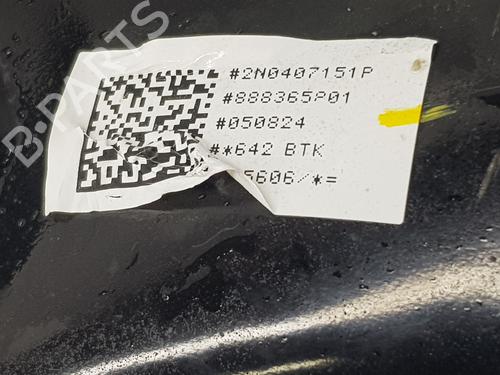 B-PARTS
#2N0407151P
#888365P01
#050824
#*642 BTK
5606/*=